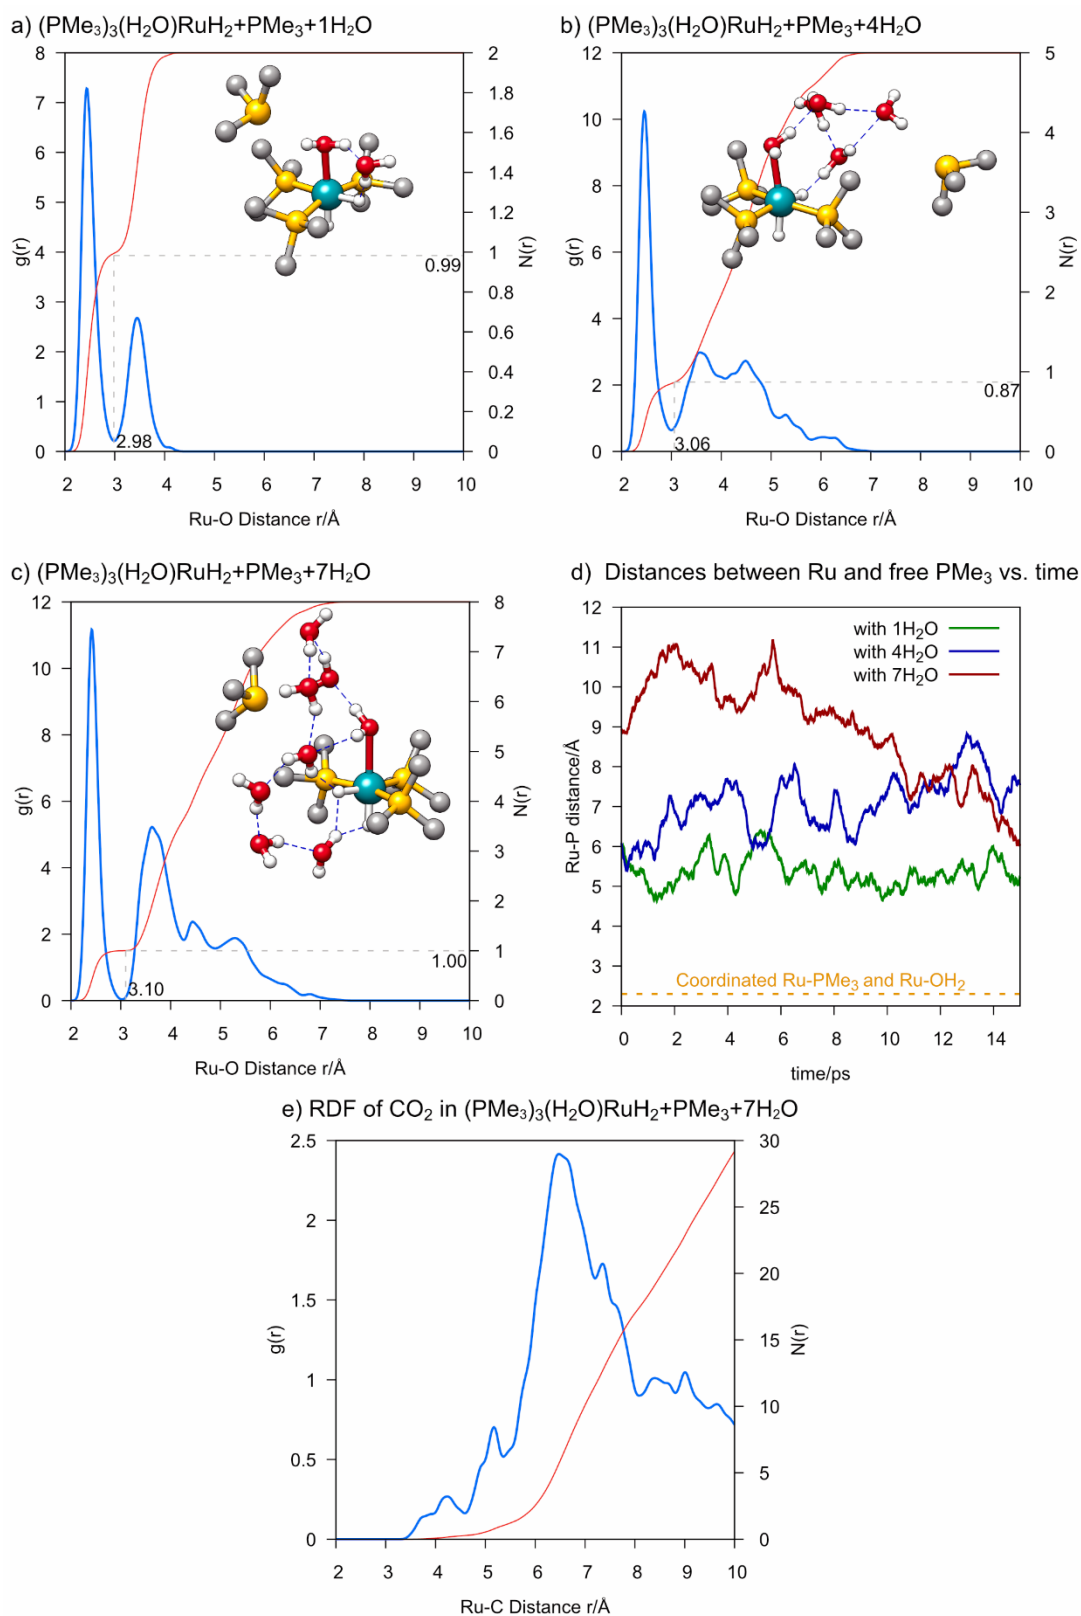 a) (PMe₃)₃(H₂O)RuH₂+PMe₃+1H₂O
8
7
6
5
4
3
2
1
0
g(r)
2
1.8
1.6
1.4
1.2
1
0.8
0.6
0.4
0.2
0
N(r)
0.99
2.98
2 3 4 5 6 7 8 9 10
Ru-O Distance r/Å
b) (PMe₃)₃(H₂O)RuH₂+PMe₃+4H₂O
12
10
8
6
4
2
0
g(r)
5
4
3
2
1
0
N(r)
0.87
3.06
2 3 4 5 6 7 8 9 10
Ru-O Distance r/Å
c) (PMe₃)₃(H₂O)RuH₂+PMe₃+7H₂O
12
10
8
6
4
2
0
g(r)
8
7
6
5
4
3
2
1
0
N(r)
1.00
3.10
2 3 4 5 6 7 8 9 10
Ru-O Distance r/Å
d) Distances between Ru and free PMe₃ vs. time
12
11
10
9
8
7
6
5
4
3
2
Ru-P distance/Å
with 1H₂O
with 4H₂O
with 7H₂O
Coordinated Ru-PMe₃ and Ru-OH₂
0 2 4 6 8 10 12 14
time/ps
e) RDF of CO₂ in (PMe₃)₃(H₂O)RuH₂+PMe₃+7H₂O
2.5
2
1.5
1
0.5
0
g(r)
30
25
20
15
10
5
0
N(r)
2 3 4 5 6 7 8 9 10
Ru-C Distance r/Å